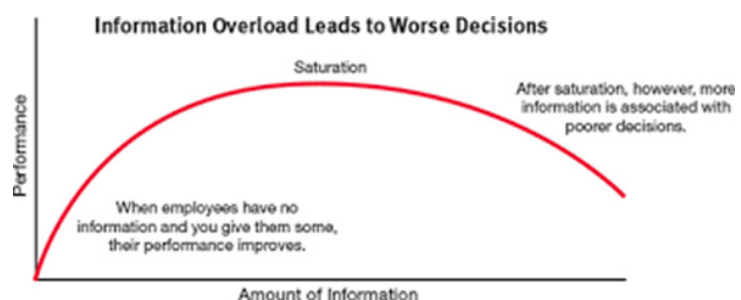 Information Overload Leads to Worse Decisions
Saturation
After saturation, however, more
information is associated with
poorer decisions.
Performance
When employees have no
information and you give them some,
their performance improves.
Amount of Information